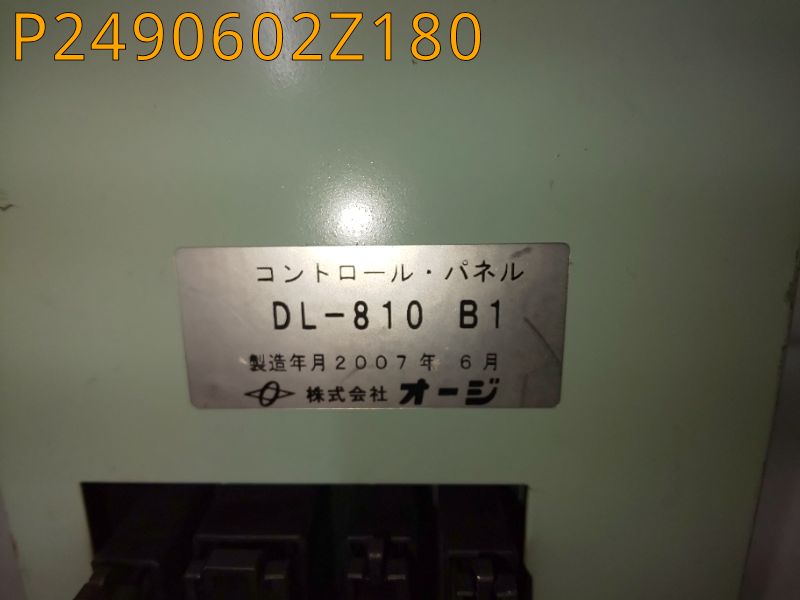 P2490602Z180
コントロール・パネル
DL-810 B1
製造年月2007年 6月
株式会社 オージ